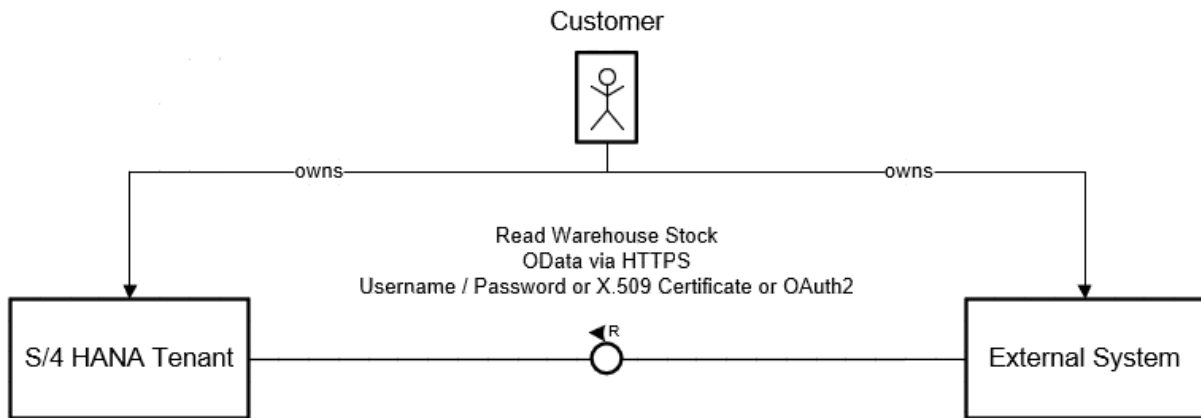 Customer
owns
owns
Read Warehouse Stock
OData via HTTPS
Username / Password or X.509 Certificate or OAuth2
R
S/4 HANA Tenant
External System